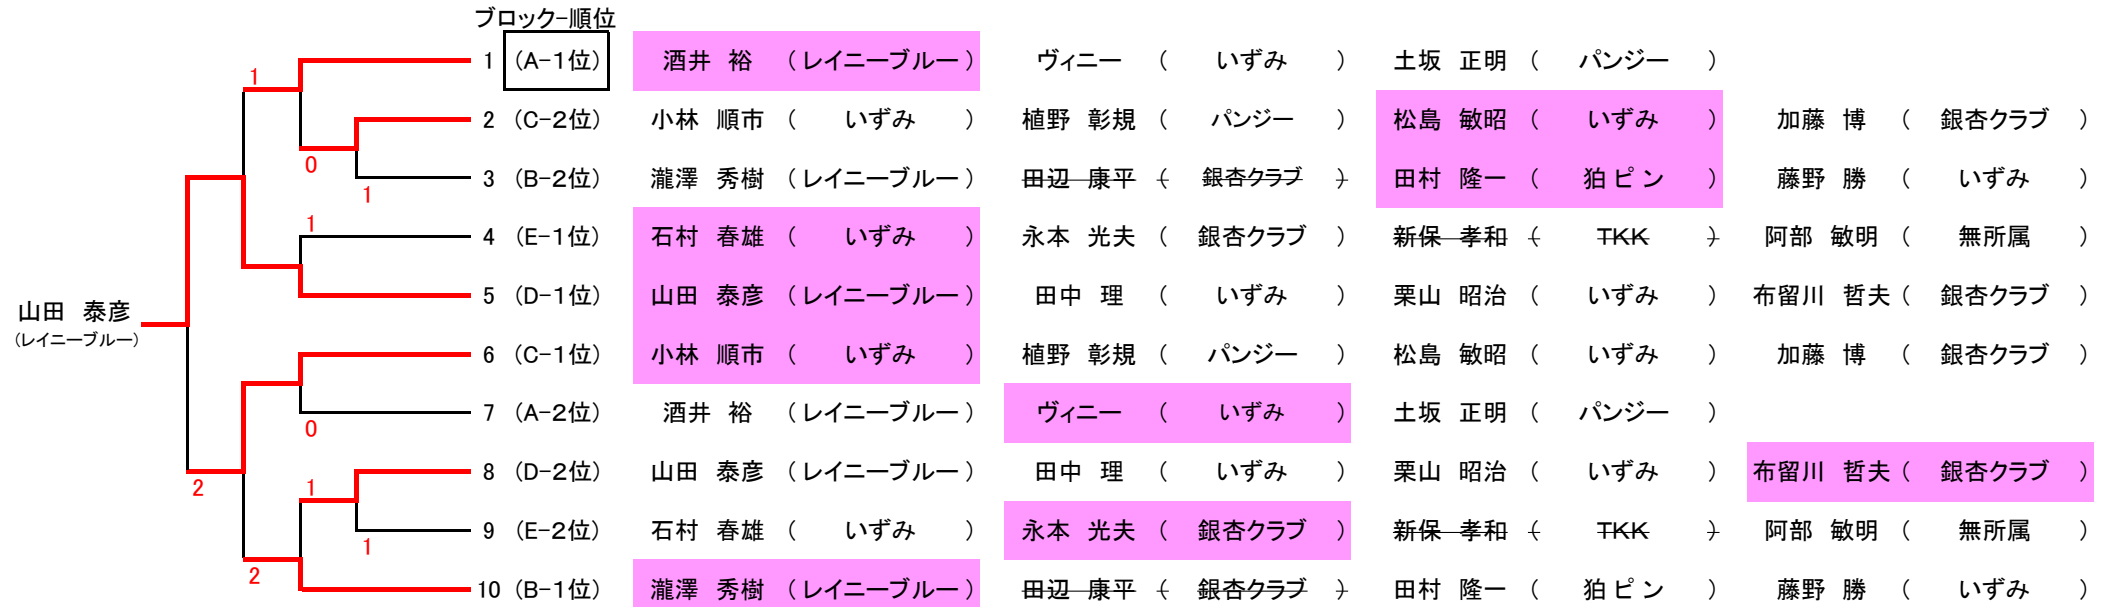 ブロック-順位
1 (A-1位) 酒井 裕 (レイニーブルー) ヴィニー ( いずみ ) 土坂 正明 ( パンジー )
1
2 (C-2位) 小林 順市 ( いずみ ) 植野 彰規 ( パンジー ) 松島 敏昭 ( いずみ ) 加藤 博 ( 銀杏クラブ )
0
3 (B-2位) 瀧澤 秀樹 (レイニーブルー) 田辺 康平 ( 銀杏クラブ ) 田村 隆一 ( 狛ピン ) 藤野 勝 ( いずみ )
1
1
4 (E-1位) 石村 春雄 ( いずみ ) 永本 光夫 ( 銀杏クラブ ) 新保 孝和 ( TKK ) 阿部 敏明 ( 無所属 )
5 (D-1位) 山田 泰彦 (レイニーブルー) 田中 理 ( いずみ ) 栗山 昭治 ( いずみ ) 布留川 哲夫 ( 銀杏クラブ )
山田 泰彦
(レイニーブルー)
6 (C-1位) 小林 順市 ( いずみ ) 植野 彰規 ( パンジー ) 松島 敏昭 ( いずみ ) 加藤 博 ( 銀杏クラブ )
7 (A-2位) 酒井 裕 (レイニーブルー) ヴィニー ( いずみ ) 土坂 正明 ( パンジー )
0
8 (D-2位) 山田 泰彦 (レイニーブルー) 田中 理 ( いずみ ) 栗山 昭治 ( いずみ ) 布留川 哲夫 ( 銀杏クラブ )
2
1
9 (E-2位) 石村 春雄 ( いずみ ) 永本 光夫 ( 銀杏クラブ ) 新保 孝和 ( TKK ) 阿部 敏明 ( 無所属 )
1
2
10 (B-1位) 瀧澤 秀樹 (レイニーブルー) 田辺 康平 ( 銀杏クラブ ) 田村 隆一 ( 狛ピン ) 藤野 勝 ( いずみ )